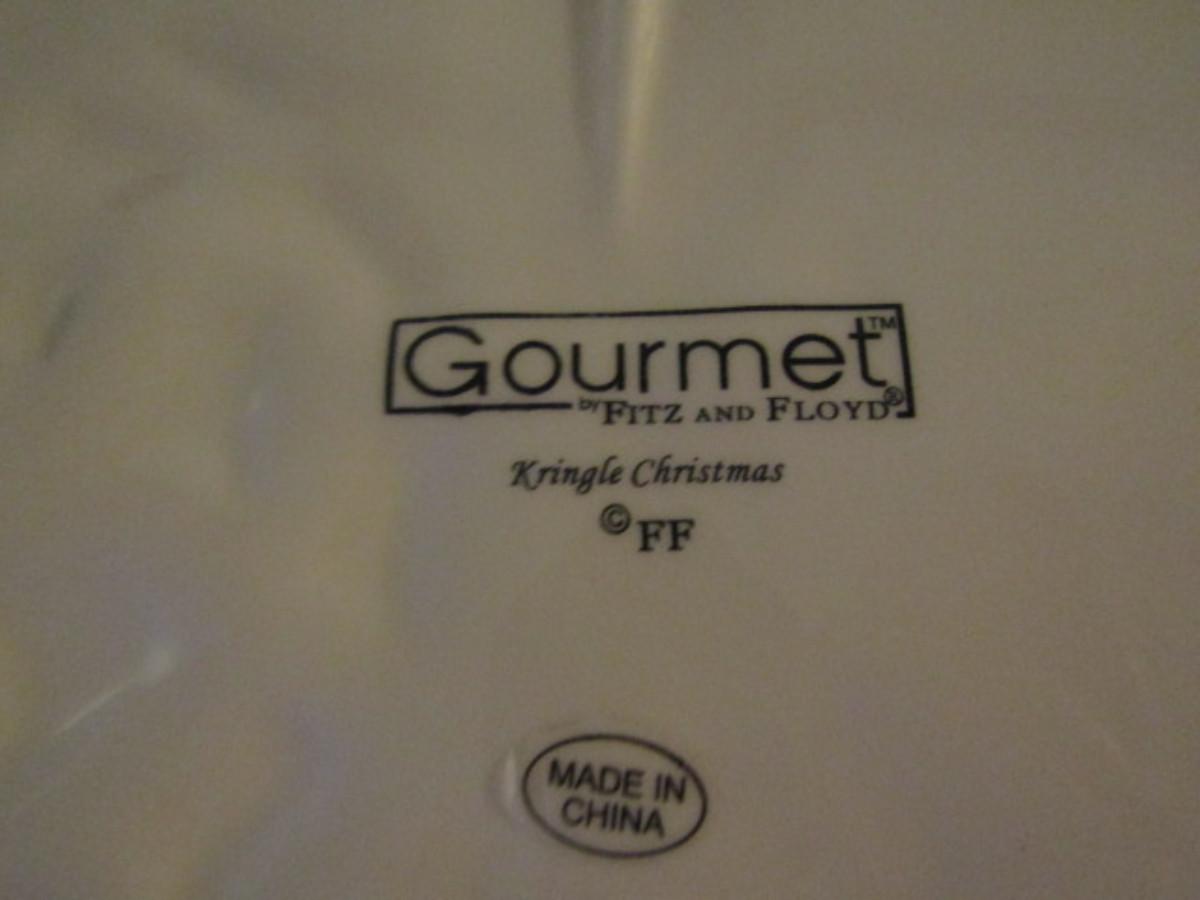 Gourmet™
by FITZ AND FLOYD®
Kringle Christmas
© FF
MADE IN
CHINA